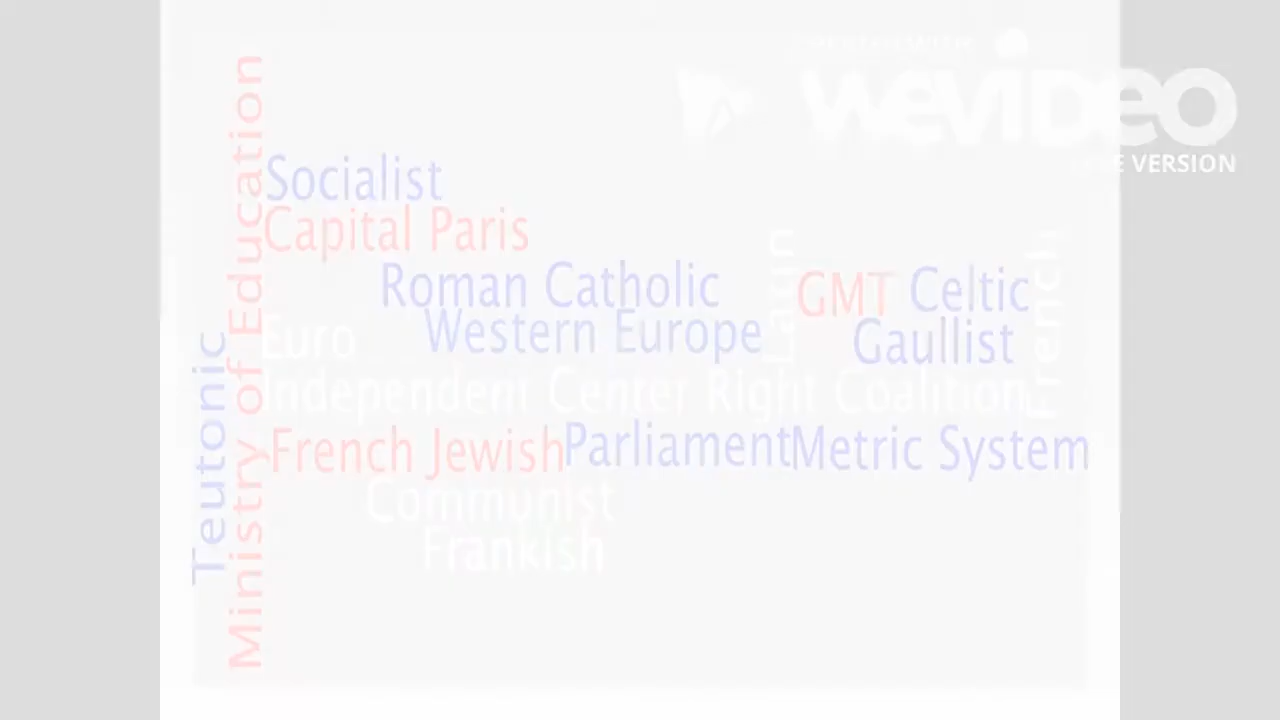 WEVIDEO
VERSION
Ministry of Education
Teutonic
Socialist
Capital Paris
Roman Catholic
Latin
GMT Celtic
French
Euro
Western Europe
Gaullist
Independent Center Right Coalition
French Jewish
Parliament
Metric System
Communist
Frankish